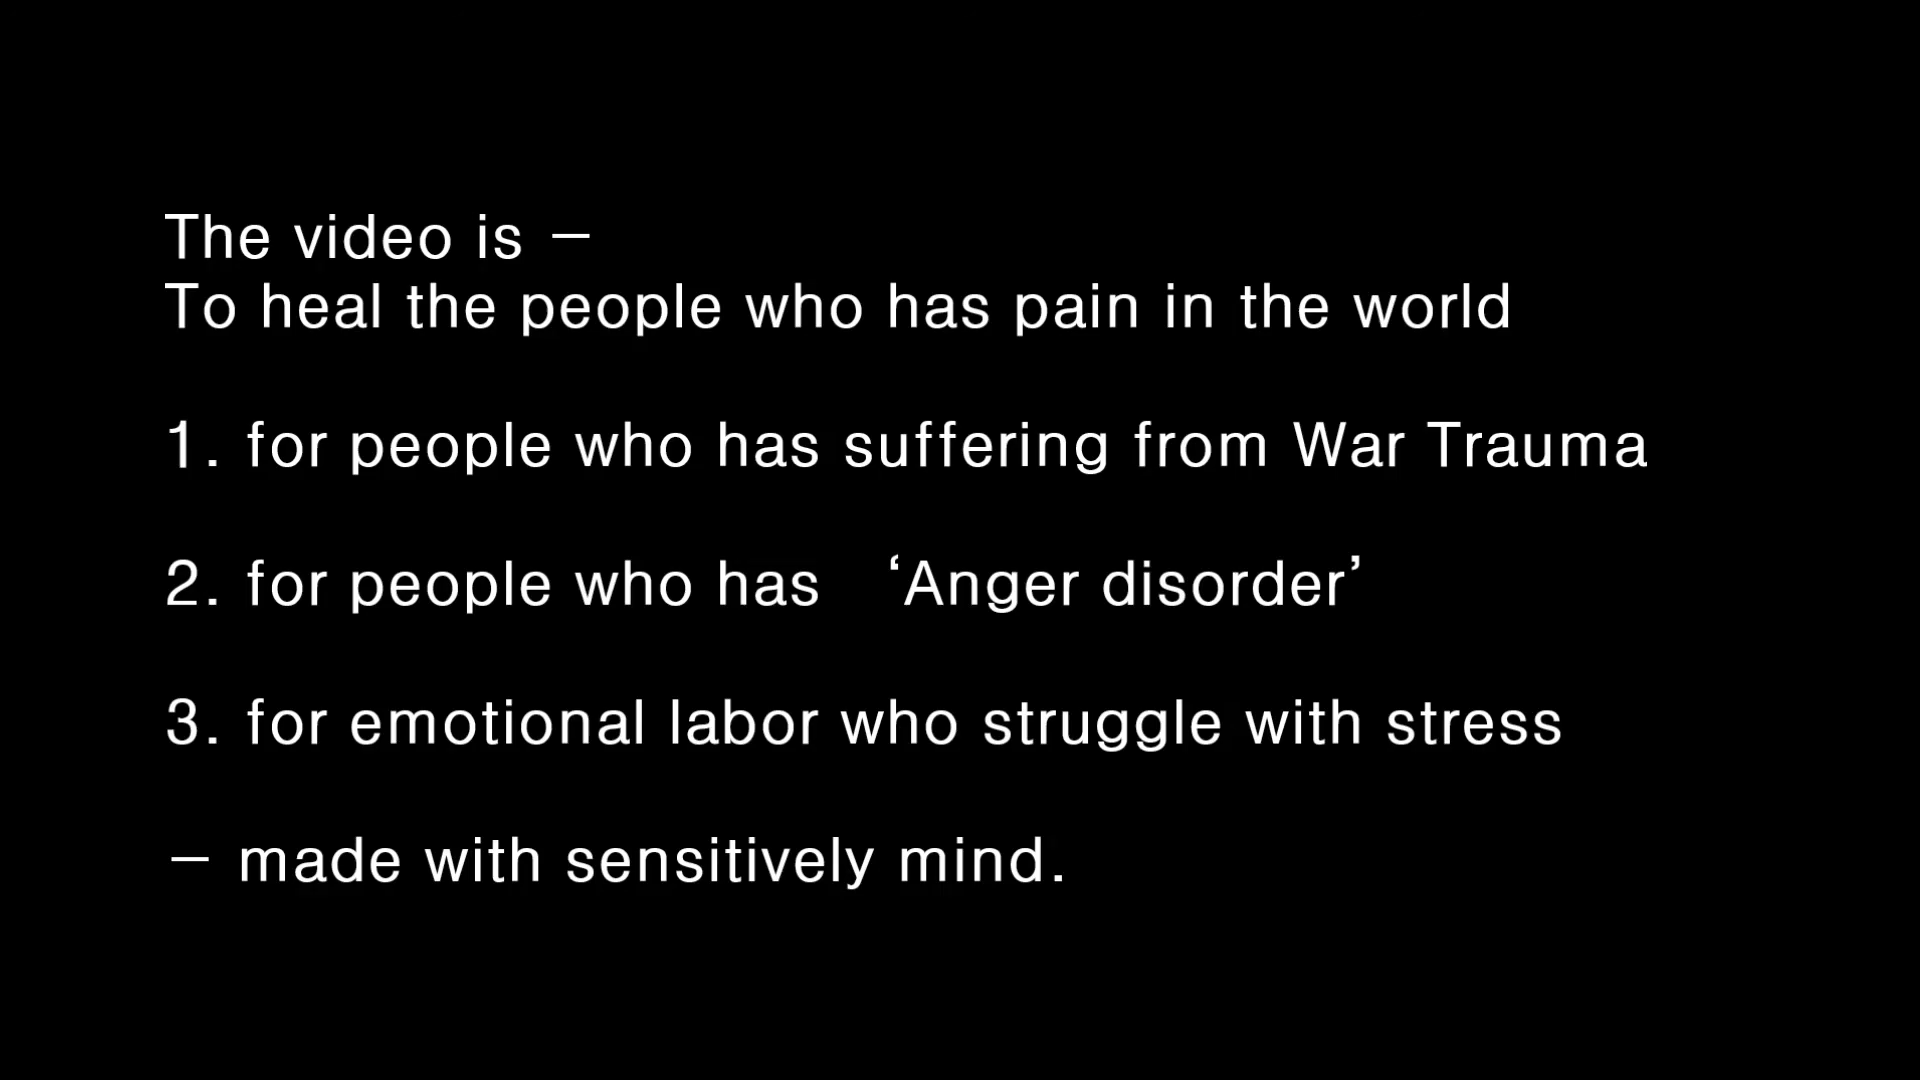 The video is –
To heal the people who has pain in the world
1. for people who has suffering from War Trauma
2. for people who has ‘Anger disorder’
3. for emotional labor who struggle with stress
– made with sensitively mind.